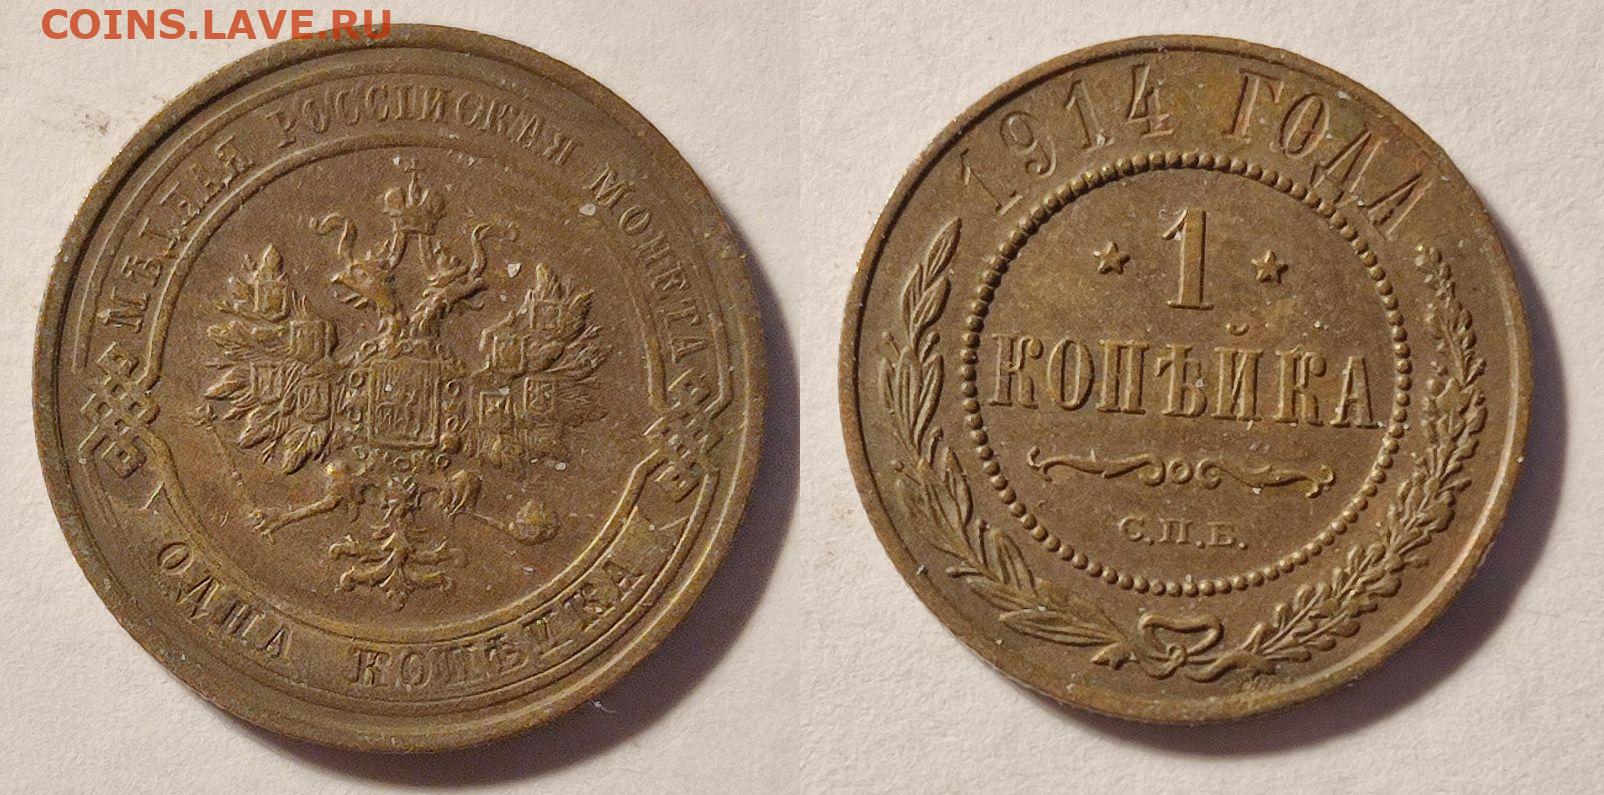 COINS.LAVE.RU
МѢДНАЯ РОССІЙСКАЯ МОНЕТА
ОДНА КОПѢЙКА
1914 ГОДА
1
КОПѢЙКА
С.П.Б.